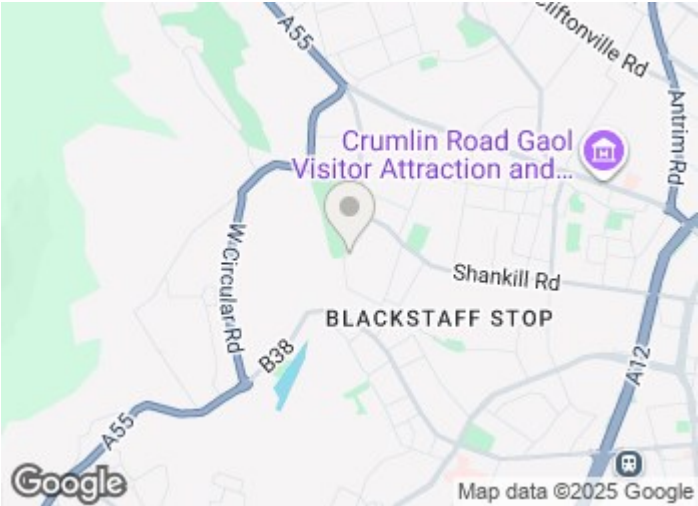 A55
Cliftonville Rd
Antrim Rd
Crumlin Road Gaol
Visitor Attraction and...
W Circular Rd
Shankill Rd
BLACKSTAFF STOP
B38
A12
A55
Google
Map data ©2025 Google